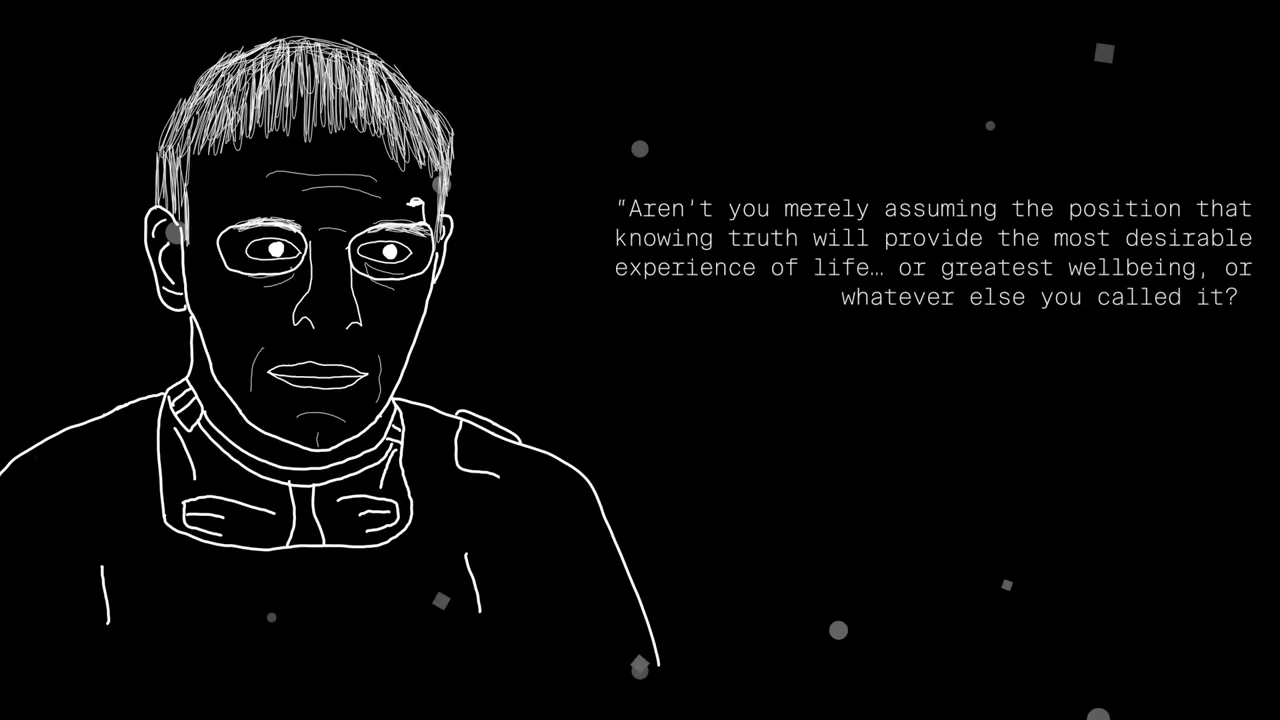 “Aren't you merely assuming the position that
knowing truth will provide the most desirable
experience of life… or greatest wellbeing, or
whatever else you called it?